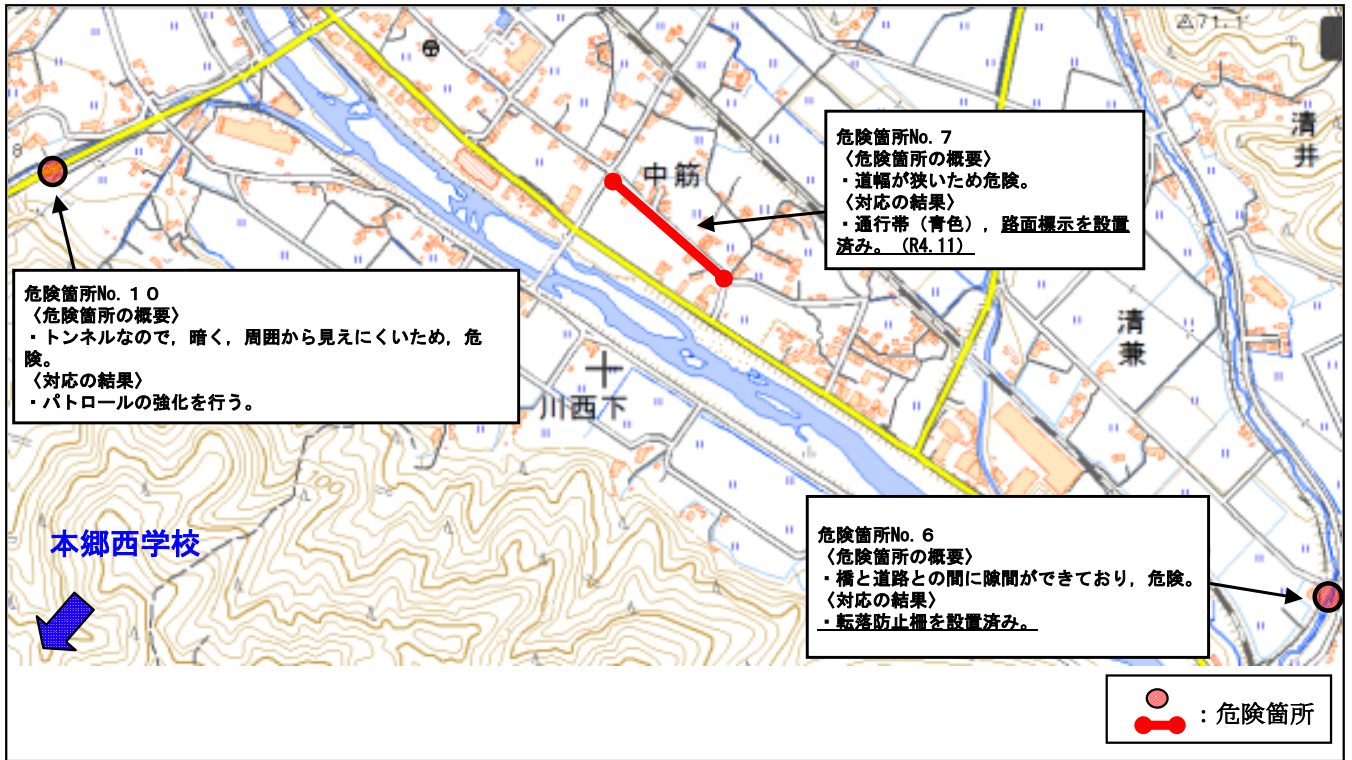 △71.1
清井
中筋
危険箇所No.7
〈危険箇所の概要〉
・道幅が狭いため危険。
〈対応の結果〉
・通行帯（青色），路面標示を設置
済み。（R4.11）
8
危険箇所No.１０
〈危険箇所の概要〉
・トンネルなので，暗く，周囲から見えにくいため，危
険。
〈対応の結果〉
・パトロールの強化を行う。
清兼
川西下
本郷西学校
危険箇所No.6
〈危険箇所の概要〉
・橋と道路との間に隙間ができており，危険。
〈対応の結果〉
・転落防止柵を設置済み。
：危険箇所